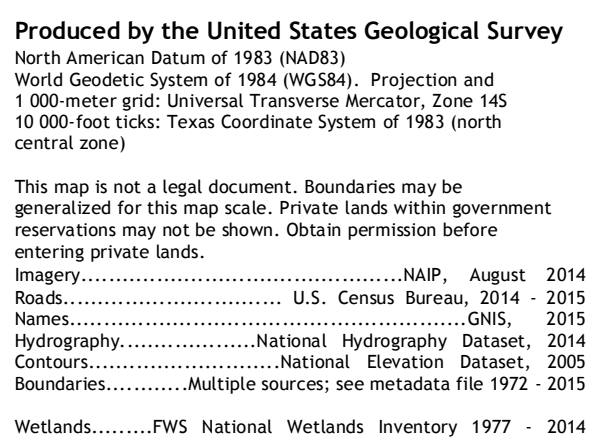 Produced by the United States Geological Survey
North American Datum of 1983 (NAD83)
World Geodetic System of 1984 (WGS84).  Projection and
1 000-meter grid: Universal Transverse Mercator, Zone 14S
10 000-foot ticks: Texas Coordinate System of 1983 (north
central zone)
This map is not a legal document. Boundaries may be
generalized for this map scale. Private lands within government
reservations may not be shown. Obtain permission before
entering private lands.
Imagery..........................................NAIP, August 2014
Roads............................. U.S. Census Bureau, 2014 - 2015
Names....................................................GNIS, 2015
Hydrography..................National Hydrography Dataset, 2014
Contours.........................National Elevation Dataset, 2005
Boundaries...........Multiple sources; see metadata file 1972 - 2015
Wetlands.........FWS National Wetlands Inventory 1977 - 2014